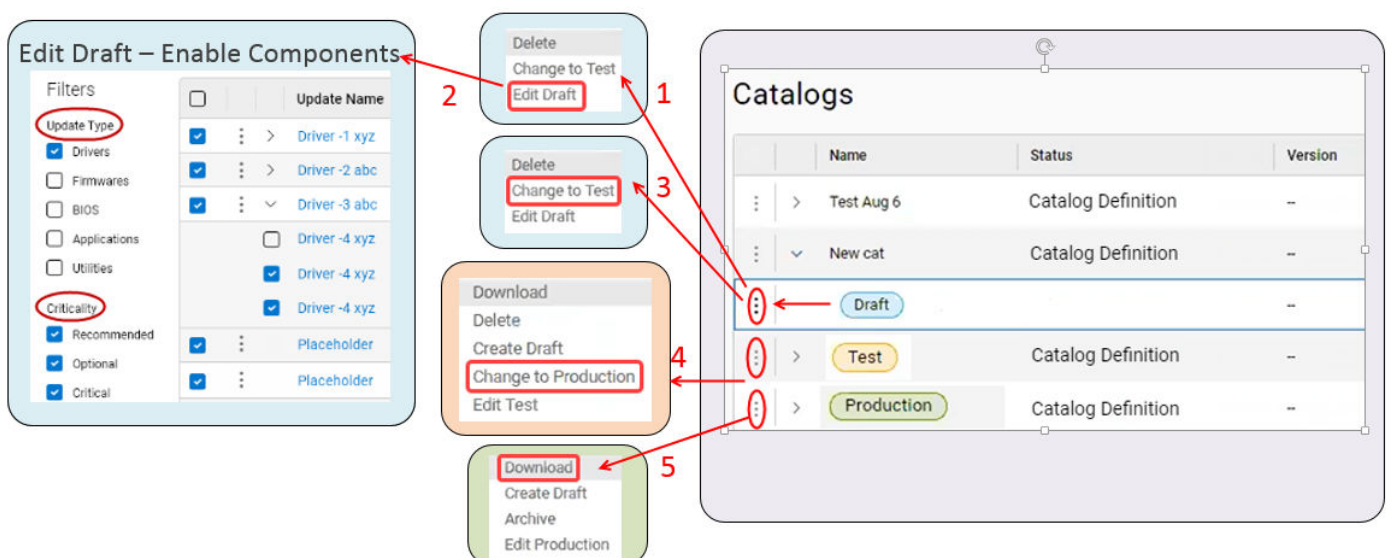 Edit Draft – Enable Components
Filters
Update Type
Drivers
Firmwares
BIOS
Applications
Utilities
Criticality
Recommended
Optional
Critical
Update Name
Driver -1 xyz
Driver -2 abc
Driver -3 abc
Driver -4 xyz
Driver -4 xyz
Driver -4 xyz
Placeholder
Placeholder
2
Delete
Change to Test
Edit Draft
1
Delete
Change to Test
Edit Draft
3
Download
Delete
Create Draft
Change to Production
Edit Test
4
Download
Create Draft
Archive
Edit Production
5
Catalogs
Name Status Version
Test Aug 6 Catalog Definition --
New cat Catalog Definition --
Draft --
Test Catalog Definition --
Production Catalog Definition --